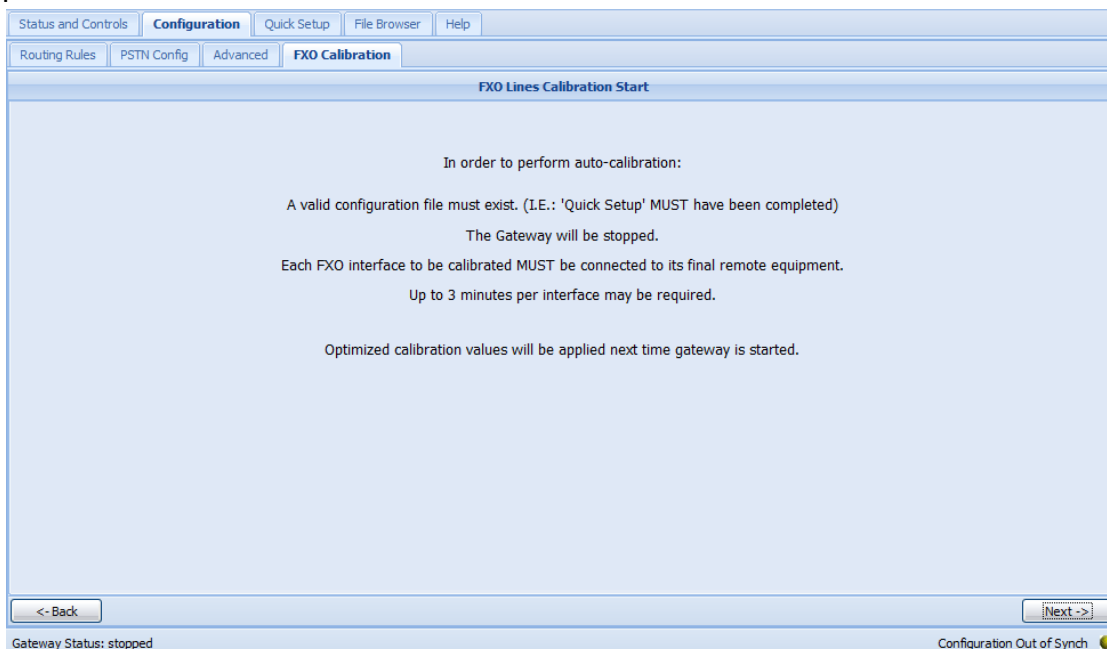 Status and Controls Configuration Quick Setup File Browser Help
Routing Rules PSTN Config Advanced FXO Calibration
FXO Lines Calibration Start
In order to perform auto-calibration:
A valid configuration file must exist. (I.E.: 'Quick Setup' MUST have been completed)
The Gateway will be stopped.
Each FXO interface to be calibrated MUST be connected to its final remote equipment.
Up to 3 minutes per interface may be required.
Optimized calibration values will be applied next time gateway is started.
<- Back Next ->
Gateway Status: stopped Configuration Out of Synch